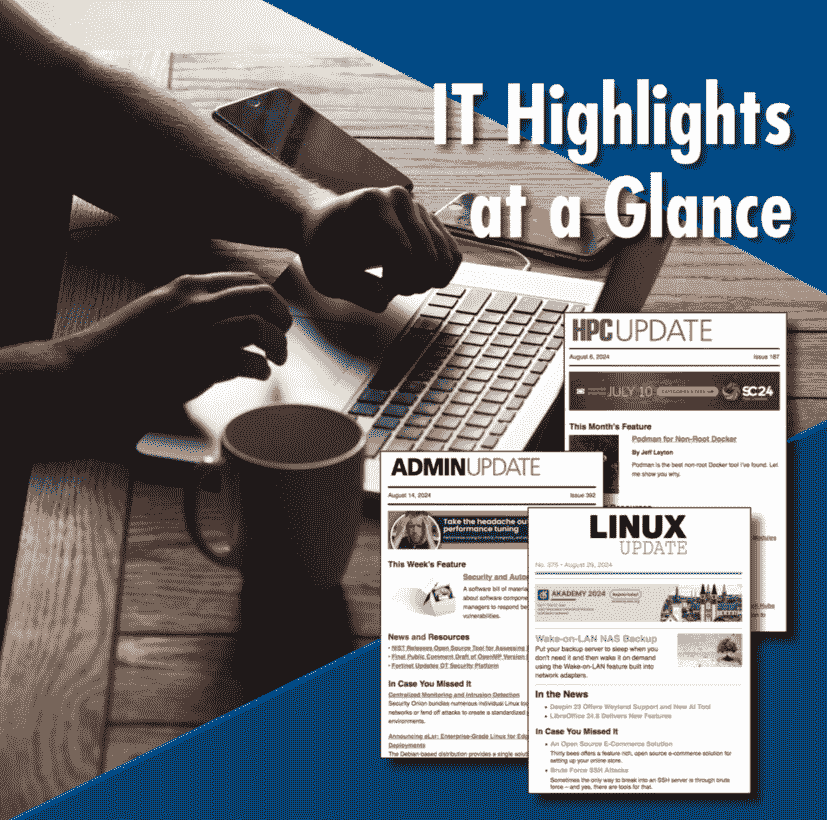 IT Highlights
at a Glance
HPC UPDATE
August 6, 2024 Issue 187
JULY 10
SC24
This Month's Feature
Podman for Non-Root Docker
By Jeff Layton
Podman is the best non-root Docker tool I've found. Let
me show you why.
ADMIN UPDATE
August 14, 2024 Issue 392
Take the headache ou
performance tuning
This Week's Feature
Security and Auto
A software bill of materia
about software compone
managers to respond be
vulnerabilities.
News and Resources
• NIST Releases Open Source Tool for Assessing
• Final Public Comment Draft of OpenMP Version
• Fortinet Updates OT Security Platform
In Case You Missed It
Centralized Monitoring and Intrusion Detection
Security Onion bundles numerous individual Linux too
networks or fend off attacks to create a standardized
environments.
Announcing eLxr: Enterprise-Grade Linux for Edg
Deployments
The Debian-based distribution provides a single solut
LINUX
UPDATE
No. 375 • August 29, 2024
AKADEMY 2024
Wake-on-LAN NAS Backup
Put your backup server to sleep when you
don't need it and then wake it on demand
using the Wake-on-LAN feature built into
network adapters.
In the News
• Deepin 23 Offers Wayland Support and New AI Tool
• LibreOffice 24.8 Delivers New Features
In Case You Missed It
• An Open Source E-Commerce Solution
Thirty bees offers a feature rich, open source e-commerce solution for
setting up your online store.
• Brute Force SSH Attacks
Sometimes the only way to break into an SSH server is through brute
force – and yes, there are tools for that.